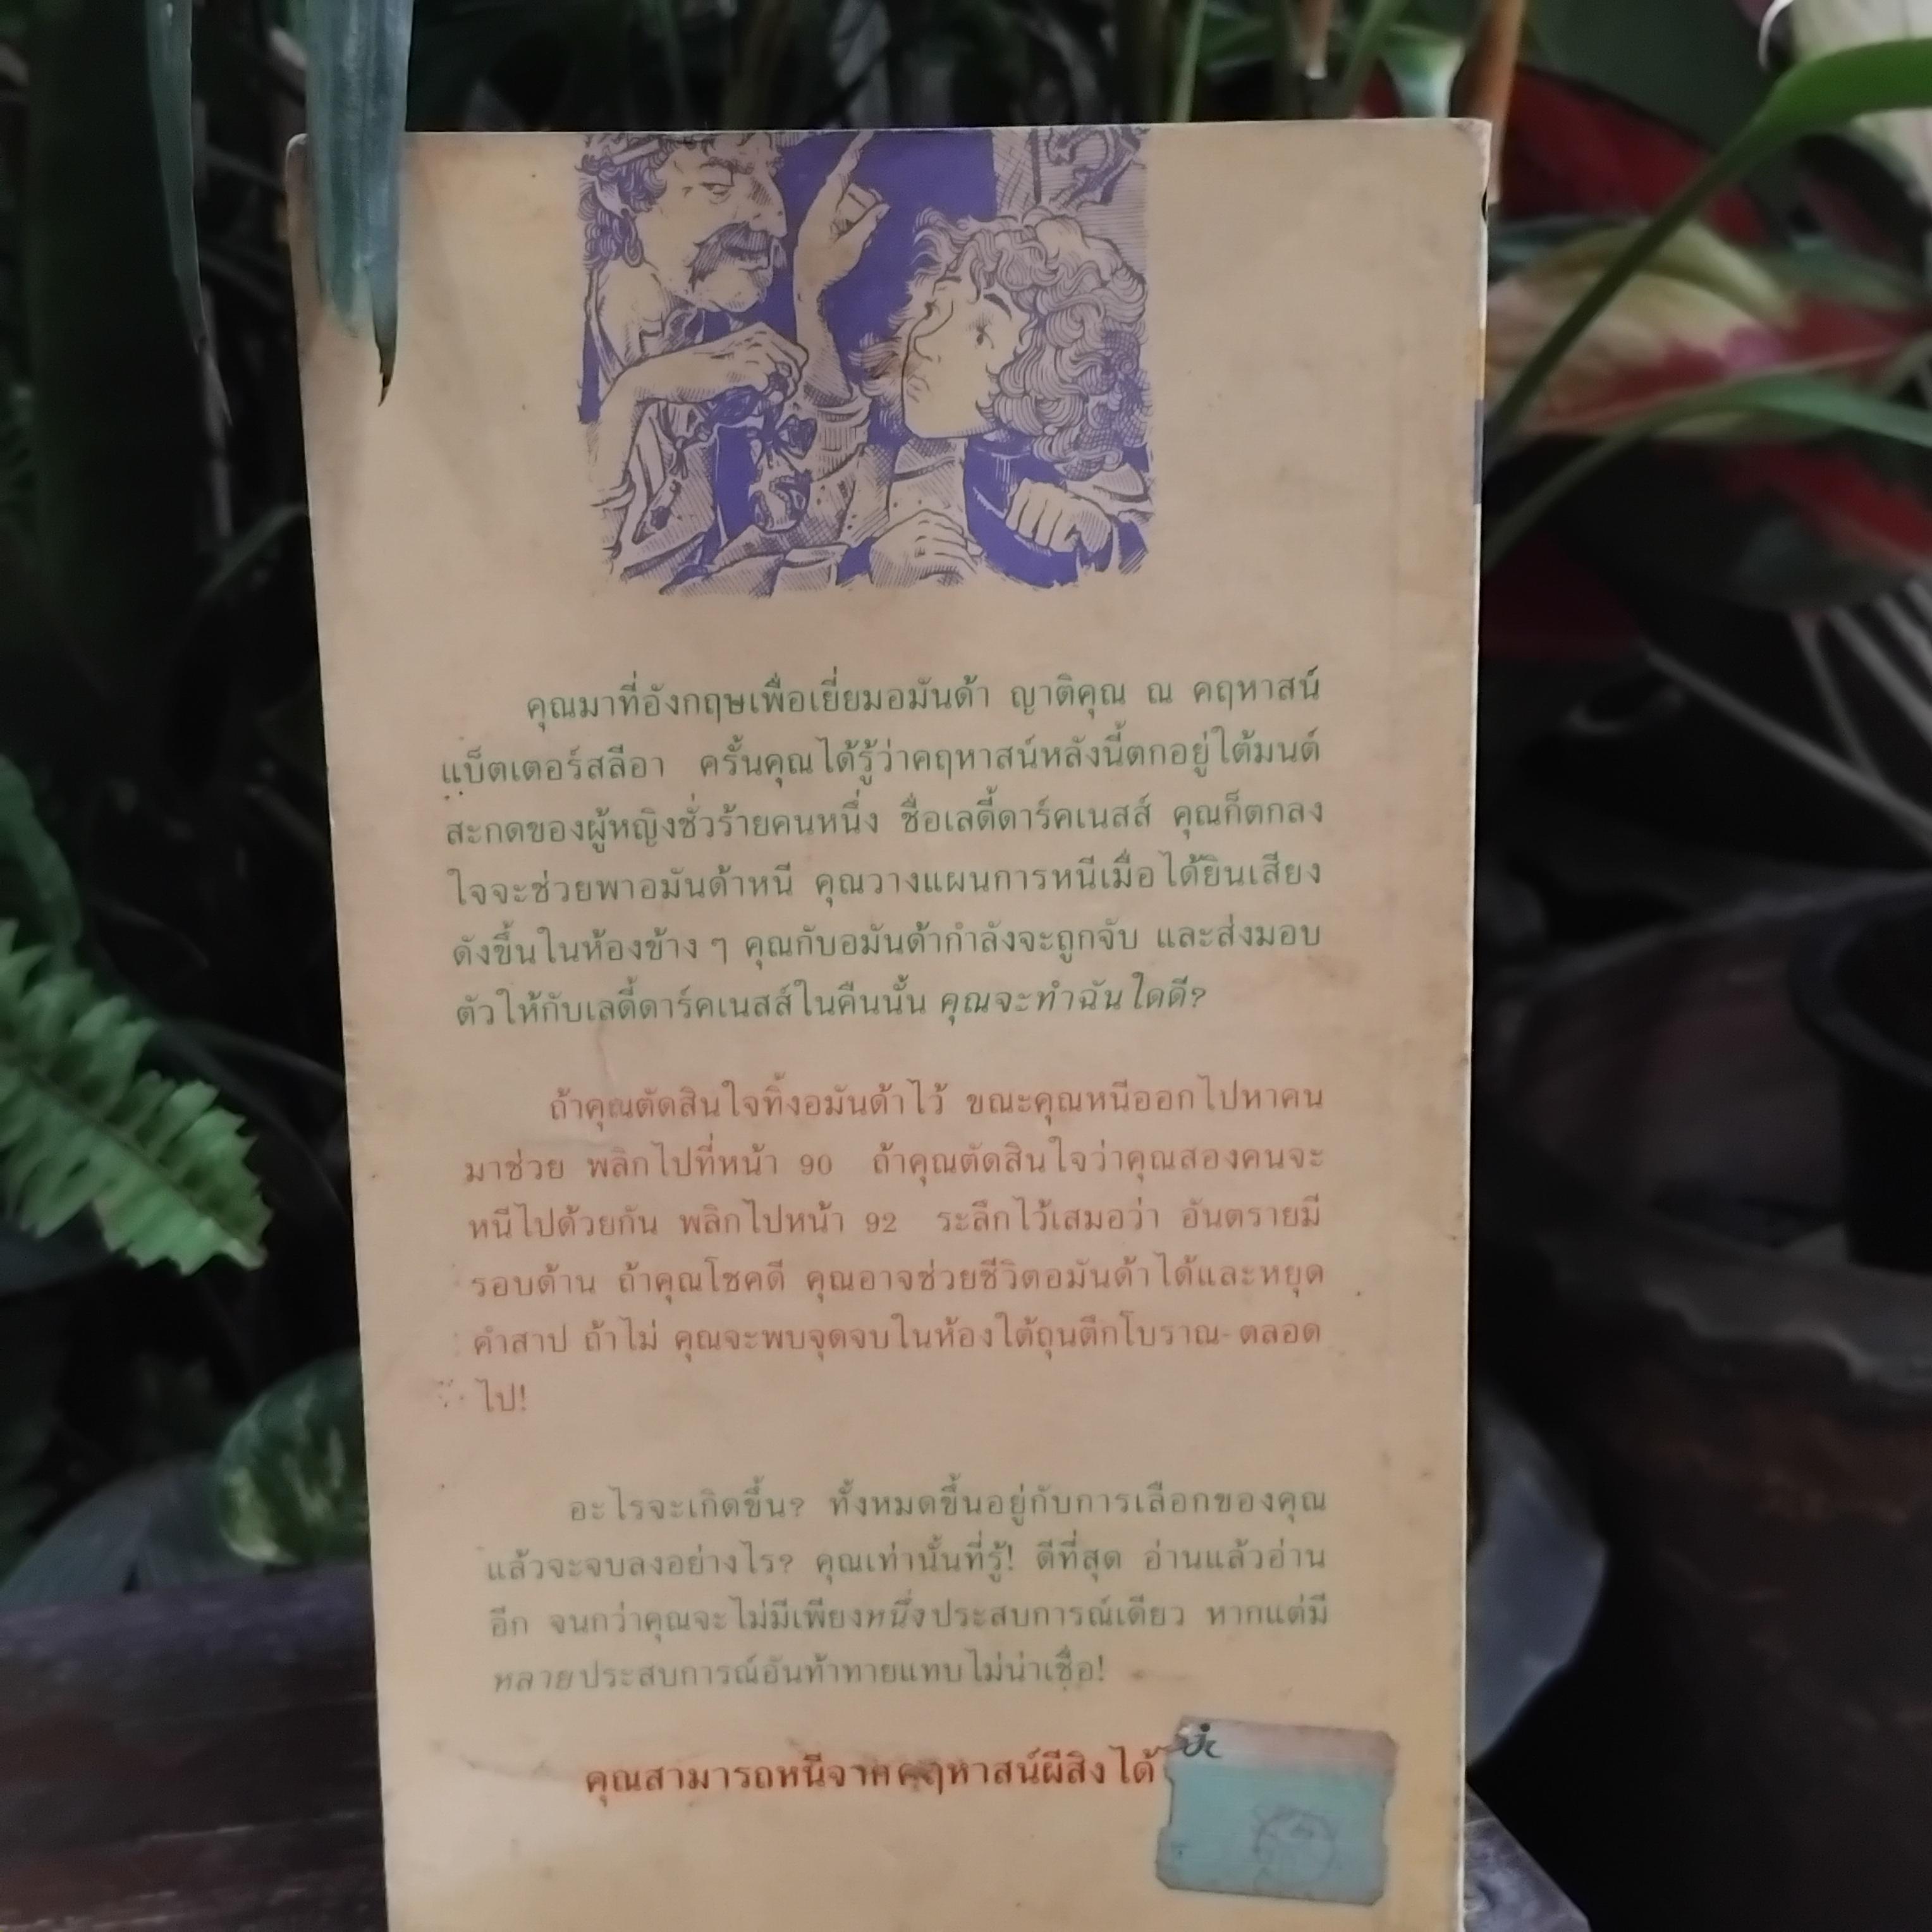 คุณมาที่อังกฤษเพื่อเยี่ยมอมันด้า ญาติคุณ ณ คฤหาสน์
แบ็ตเตอร์สลีอา ครั้นคุณได้รู้ว่าคฤหาสน์หลังนี้ตกอยู่ใต้มนต์
สะกดของผู้หญิงชั่วร้ายคนหนึ่ง ชื่อเลดี้ดาร์คเนสส์ คุณก็ตกลง
ใจจะช่วยพาอมันด้าหนี คุณวางแผนการหนีเมื่อได้ยินเสียง
ดังขึ้นในห้องข้าง ๆ คุณกับอมันด้ากำลังจะถูกจับ และส่งมอบ
ตัวให้กับเลดี้ดาร์คเนสส์ในคืนนั้น คุณจะทำฉันใดดี?
ถ้าคุณตัดสินใจทิ้งอมันด้าไว้ ขณะคุณหนีออกไปหาคน
มาช่วย พลิกไปที่หน้า 90 ถ้าคุณตัดสินใจว่าคุณสองคนจะ
หนีไปด้วยกัน พลิกไปหน้า 92 ระลึกไว้เสมอว่า อันตรายมี
รอบด้าน ถ้าคุณโชคดี คุณอาจช่วยชีวิตอมันด้าได้และหยุด
คำสาป ถ้าไม่ คุณจะพบจุดจบในห้องใต้ถุนตึกโบราณ-ตลอด
ไป!
อะไรจะเกิดขึ้น? ทั้งหมดขึ้นอยู่กับการเลือกของคุณ
แล้วจะจบลงอย่างไร? คุณเท่านั้นที่รู้! ดีที่สุด อ่านแล้วอ่าน
อีก จนกว่าคุณจะไม่มีเพียงหนึ่งประสบการณ์เดียว หากแต่มี
หลายประสบการณ์อันท้าทายแทบไม่น่าเชื่อ!
คุณสามารถหนีจากคฤหาสน์ผีสิงได้